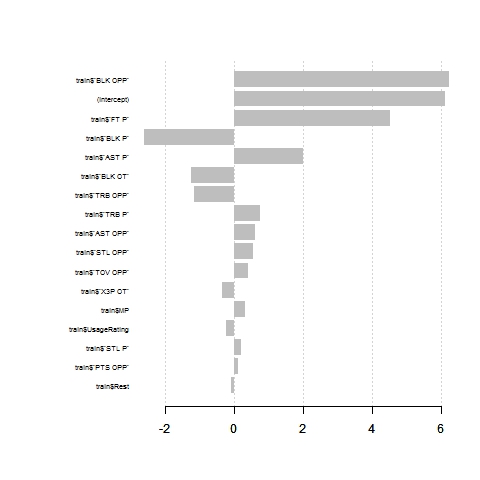 train$`BLK OPP`
(Intercept)
train$`FT P`
train$`BLK P`
train$`AST P`
train$`BLK OT`
train$`TRB OPP`
train$`TRB P`
train$`AST OPP`
train$`STL OPP`
train$`TOV OPP`
train$`X3P OT`
train$MP
train$UsageRating
train$`STL P`
train$`PTS OPP`
train$Rest
-2 0 2 4 6